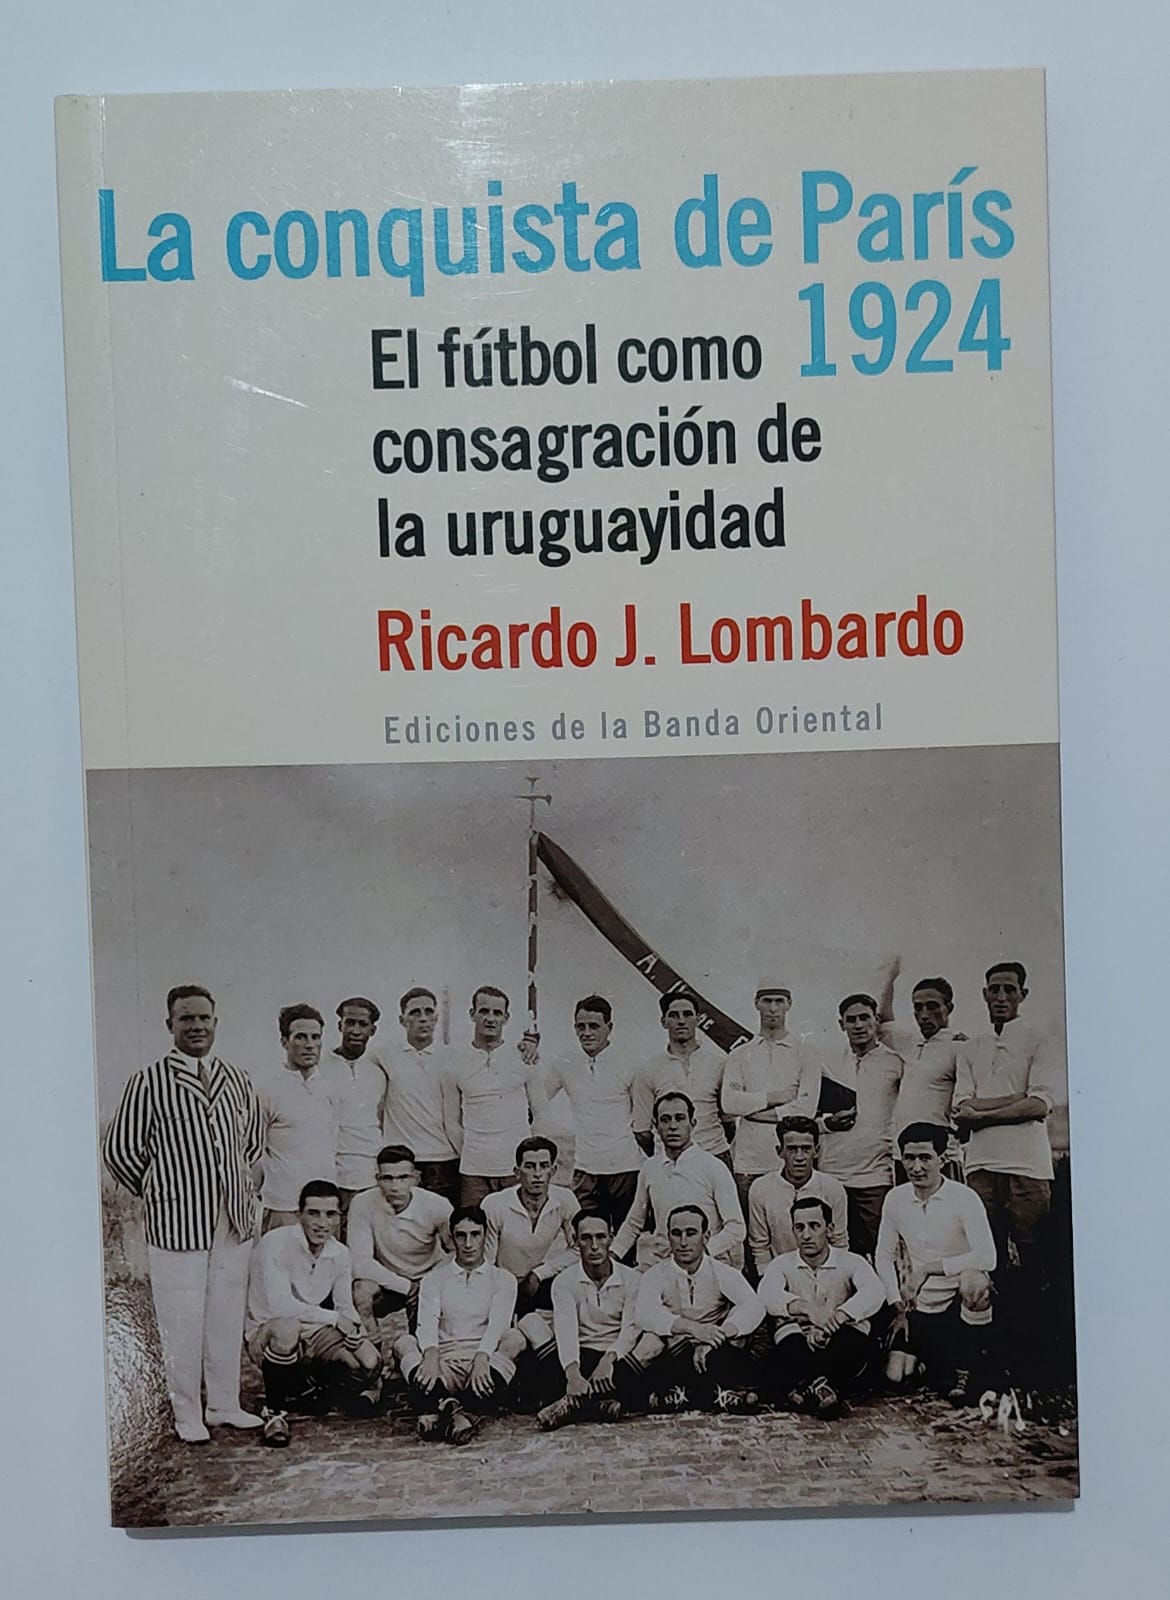 La conquista de París
1924
El fútbol como
consagración de
la uruguayidad
Ricardo J. Lombardo
Ediciones de la Banda Oriental